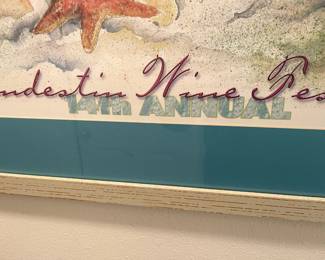 ndestin Wine Fes
14th ANNUAL